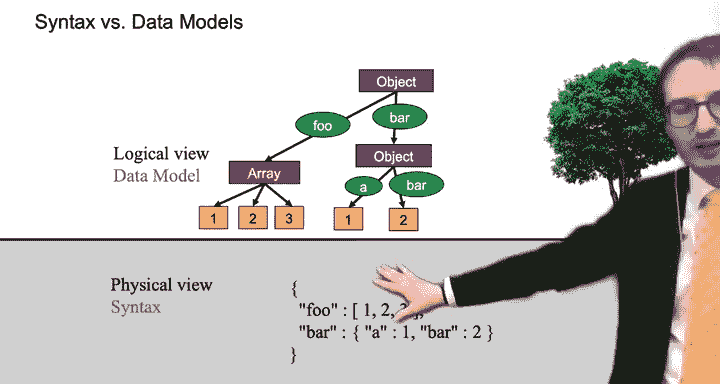 Syntax vs. Data Models
Object
foo
bar
Logical view
Data Model
Array
Object
a
bar
1
2
3
1
2
Physical view
Syntax
{
"foo" : [ 1, 2, 3 ],
"bar" : { "a" : 1, "bar" : 2 }
}